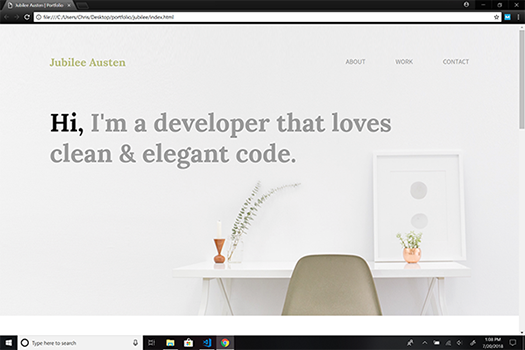 Jubilee Austen | Portfolio
file:///C:/Users/Chris/Desktop/portfolio/jubilee/index.html
Jubilee Austen
ABOUT WORK CONTACT
Hi, I'm a developer that loves
clean & elegant code.
Type here to search
1:08 PM
7/20/2018